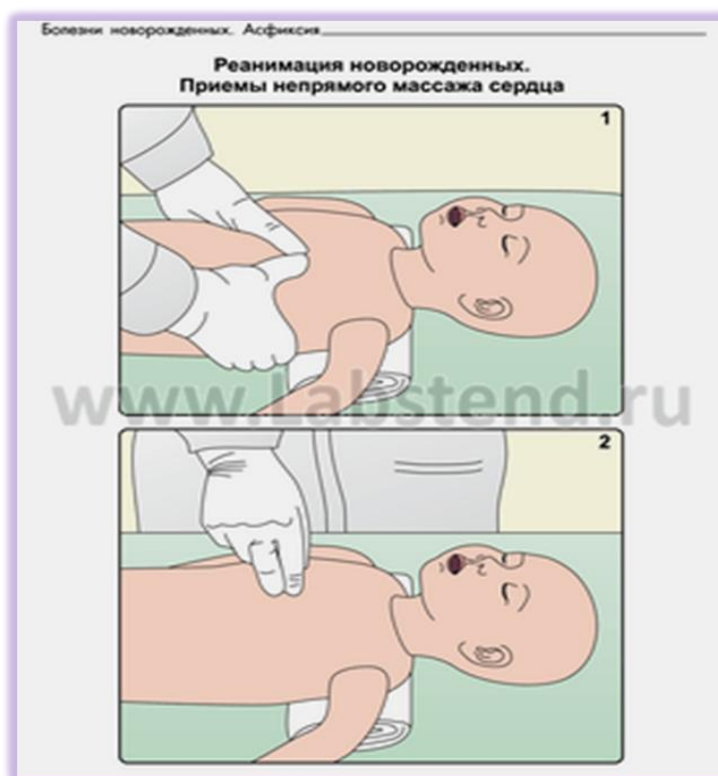 Болезни новорожденных. Асфиксия
Реанимация новорожденных.
Приемы непрямого массажа сердца
1
www.Labstend.ru
2